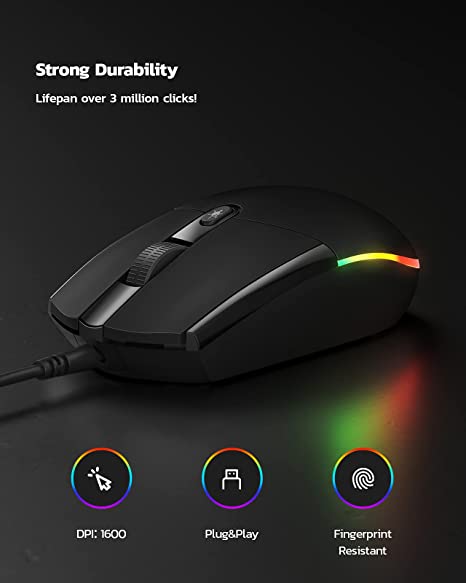 Strong Durability
Lifepan over 3 million clicks!
DPI: 1600
Plug&Play
Fingerprint
Resistant